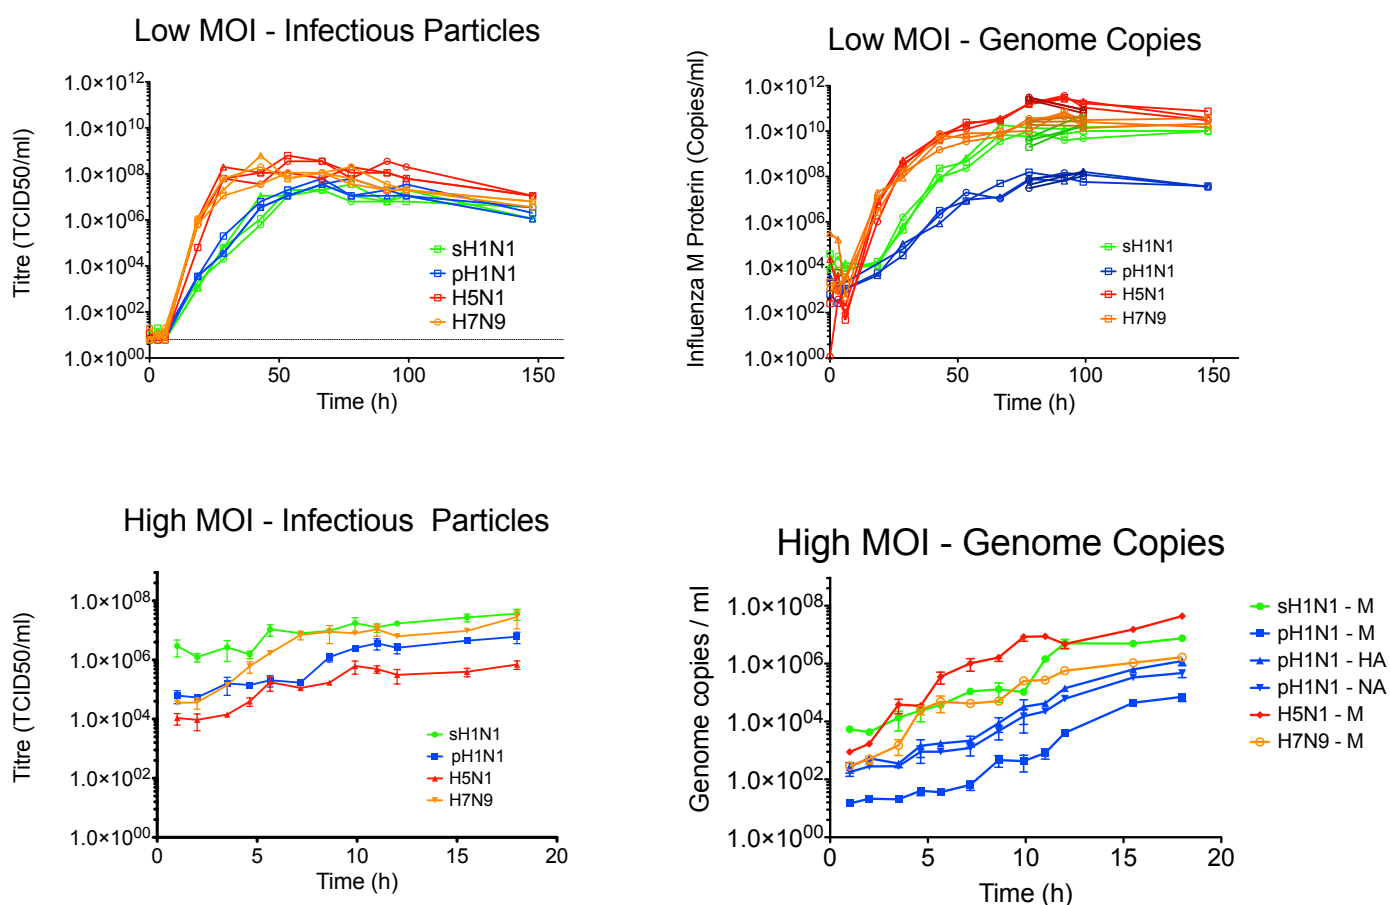 Low MOI - Infectious Particles
Titre (TCID50/ml)
1.0×10^12
1.0×10^10
1.0×10^08
1.0×10^06
1.0×10^04
1.0×10^02
1.0×10^00
0 50 100 150
Time (h)
sH1N1
pH1N1
H5N1
H7N9
Low MOI - Genome Copies
Influenza M Proterin (Copies/ml)
1.0×10^12
1.0×10^10
1.0×10^08
1.0×10^06
1.0×10^04
1.0×10^02
1.0×10^00
0 50 100 150
Time (h)
sH1N1
pH1N1
H5N1
H7N9
High MOI - Infectious Particles
Titre (TCID50/ml)
1.0×10^08
1.0×10^06
1.0×10^04
1.0×10^02
1.0×10^00
0 5 10 15 20
Time (h)
sH1N1
pH1N1
H5N1
H7N9
High MOI - Genome Copies
Genome copies / ml
1.0×10^08
1.0×10^06
1.0×10^04
1.0×10^02
1.0×10^00
0 5 10 15 20
Time (h)
sH1N1 - M
pH1N1 - M
pH1N1 - HA
pH1N1 - NA
H5N1 - M
H7N9 - M